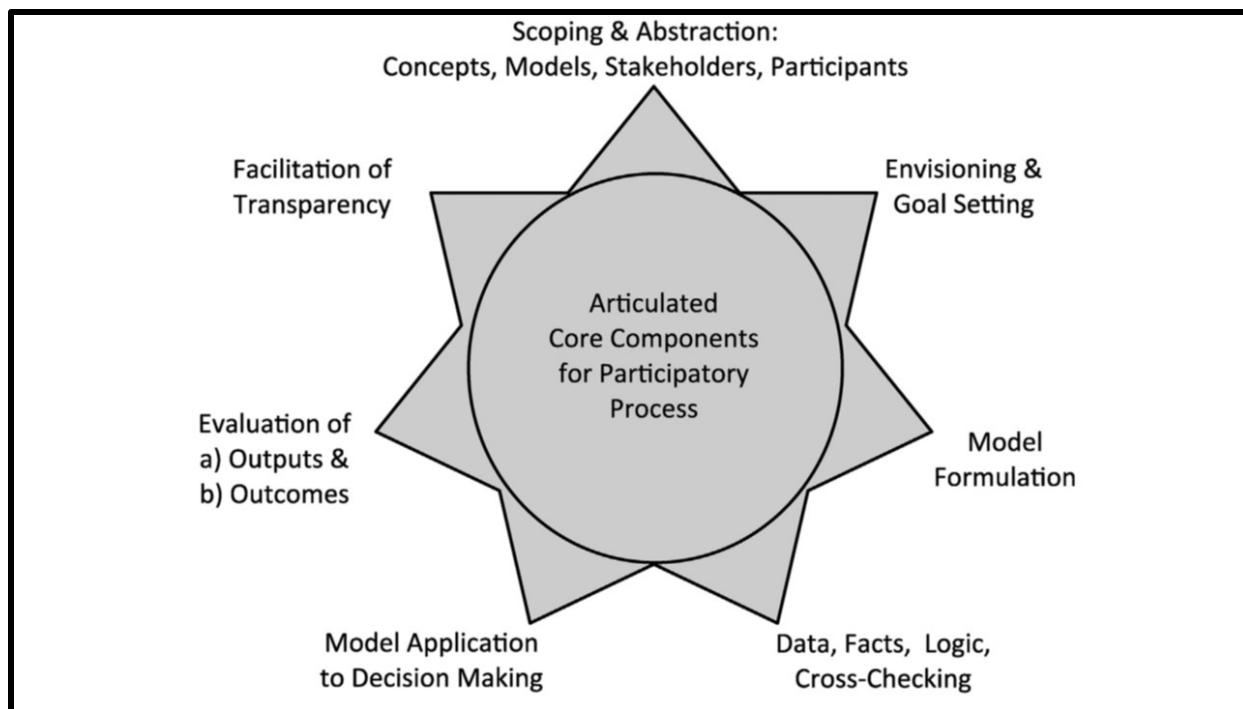 Scoping & Abstraction:
Concepts, Models, Stakeholders, Participants
Facilitation of
Transparency
Envisioning &
Goal Setting
Articulated
Core Components
for Participatory
Process
Evaluation of
a) Outputs &
b) Outcomes
Model
Formulation
Model Application
to Decision Making
Data, Facts, Logic,
Cross-Checking